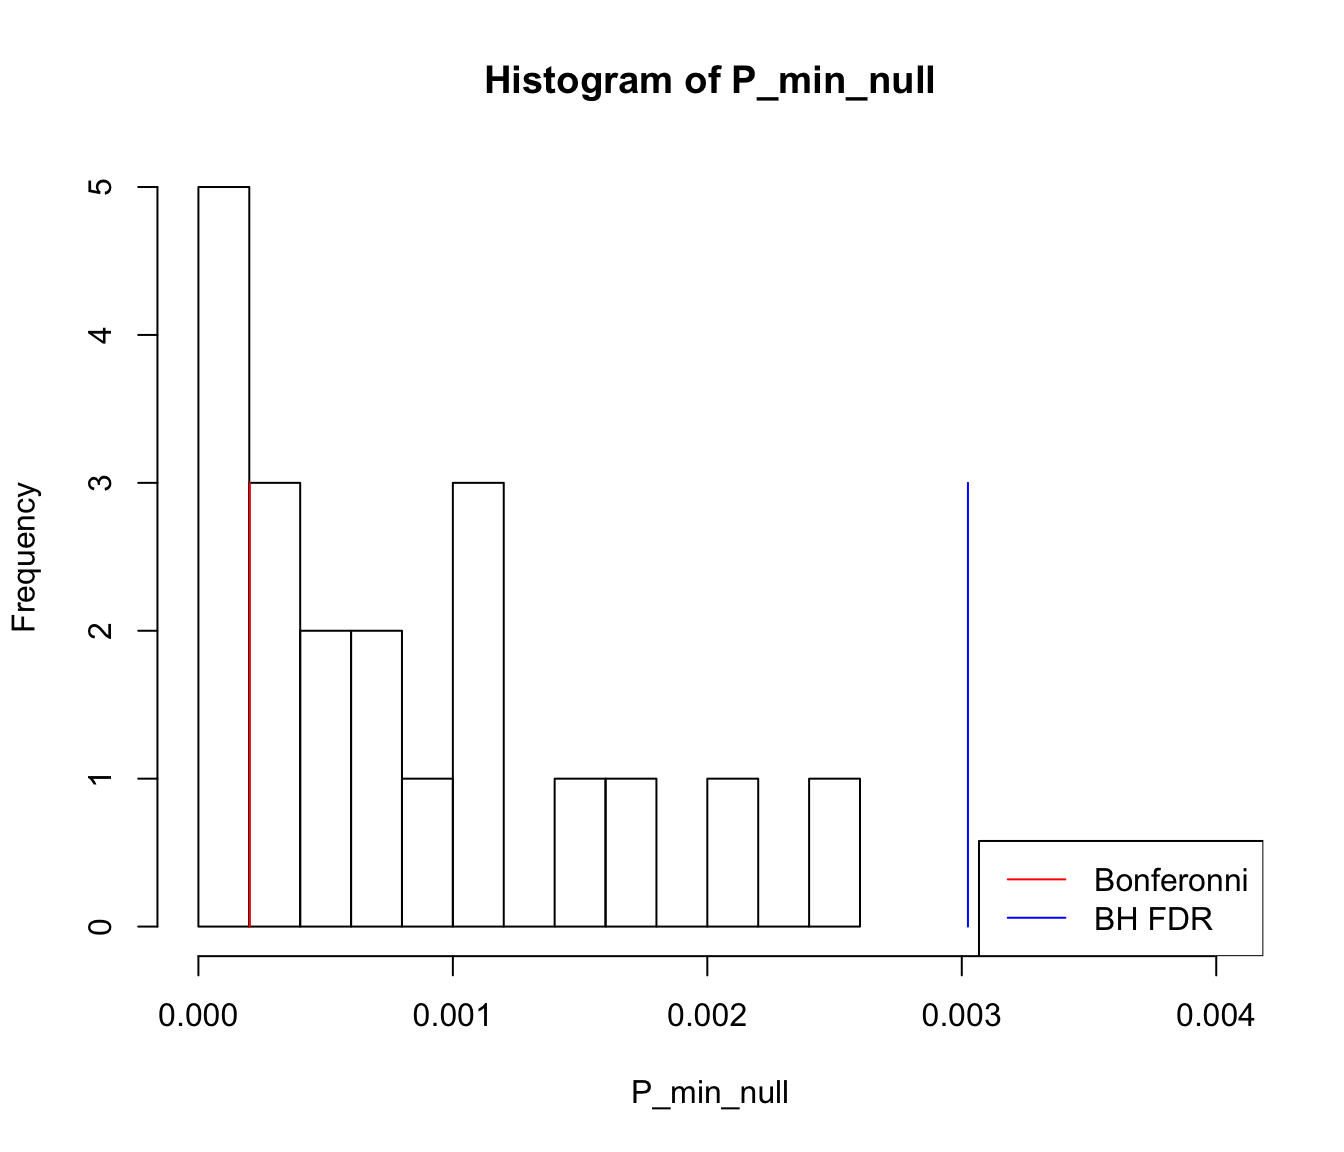 Histogram of P_min_null
Frequency
5
4
3
2
1
0
Bonferonni
BH FDR
0.000 0.001 0.002 0.003 0.004
P_min_null